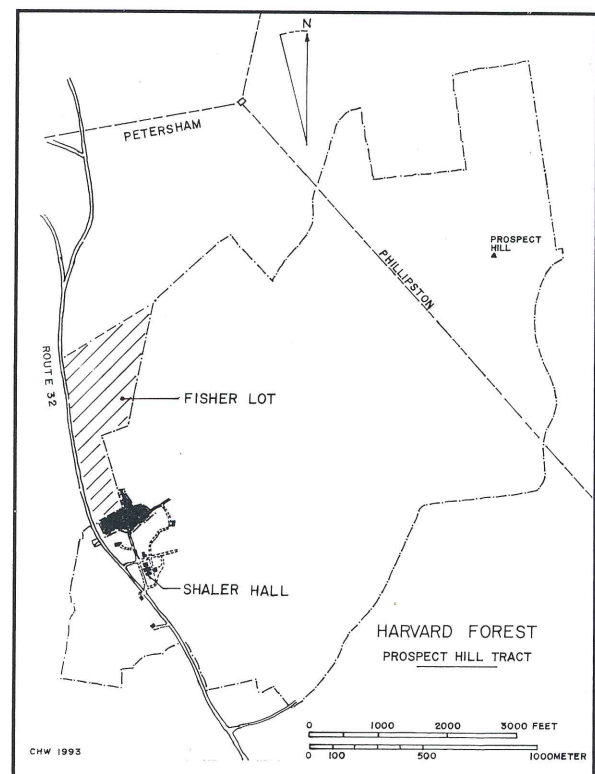 N
PETERSHAM
PROSPECT
HILL
PHILLIPSTON
ROUTE 32
FISHER LOT
SHALER HALL
HARVARD FOREST
PROSPECT HILL TRACT
0 1000 2000 3000 FEET
0 100 500 1000METER
CHW 1993